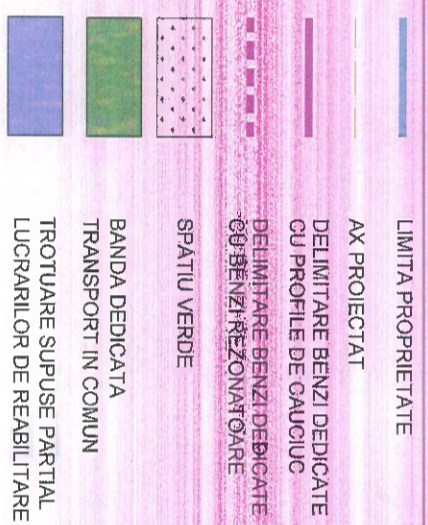 LIMITA PROPRIETATE
AX PROIECTAT
DELIMITARE BENZI DEDICATE
CU PROFILE DE CAUCIUC
DELIMITARE BENZI DEDICATE
CU BENZI REZONATOARE
SPATIU VERDE
BANDA DEDICATA
TRANSPORT IN COMUN
TROTUARE SUPUSE PARTIAL
LUCRARILOR DE REABILITARE